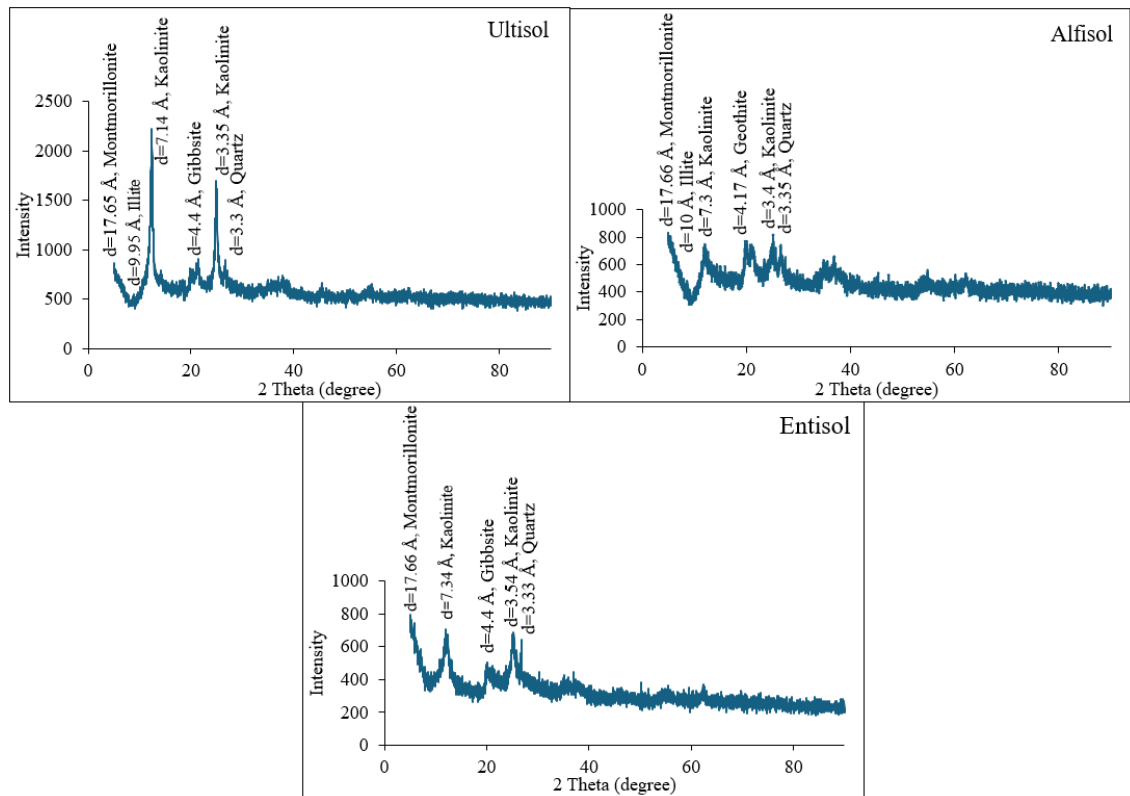 Ultisol
d=17.65 Å, Montmorillonite
d=9.95 Å, Illite
d=7.14 Å, Kaolinite
d=4.4 Å, Gibbsite
d=3.35 Å, Kaolinite
d=3.3 Å, Quartz
Intensity
2500
2000
1500
1000
500
0
0 20 40 60 80
2 Theta (degree)
Alfisol
d=17.66 Å, Montmorillonite
d=10 Å, Illite
d=7.3 Å, Kaolinite
d=4.17 Å, Geothite
d=3.4 Å, Kaolinite
d=3.35 Å, Quartz
Intensity
1000
800
600
400
200
0
0 20 40 60 80
2 Theta (degree)
Entisol
d=17.66 Å, Montmorillonite
d=7.34 Å, Kaolinite
d=4.4 Å, Gibbsite
d=3.54 Å, Kaolinite
d=3.33 Å, Quartz
Intensity
1000
800
600
400
200
0
0 20 40 60 80
2 Theta (degree)